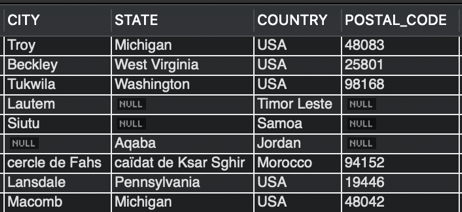 CITY STATE COUNTRY POSTAL_CODE
Troy Michigan USA 48083
Beckley West Virginia USA 25801
Tukwila Washington USA 98168
Lautem NULL Timor Leste NULL
Siutu NULL Samoa NULL
NULL Aqaba Jordan NULL
cercle de Fahs caïdat de Ksar Sghir Morocco 94152
Lansdale Pennsylvania USA 19446
Macomb Michigan USA 48042